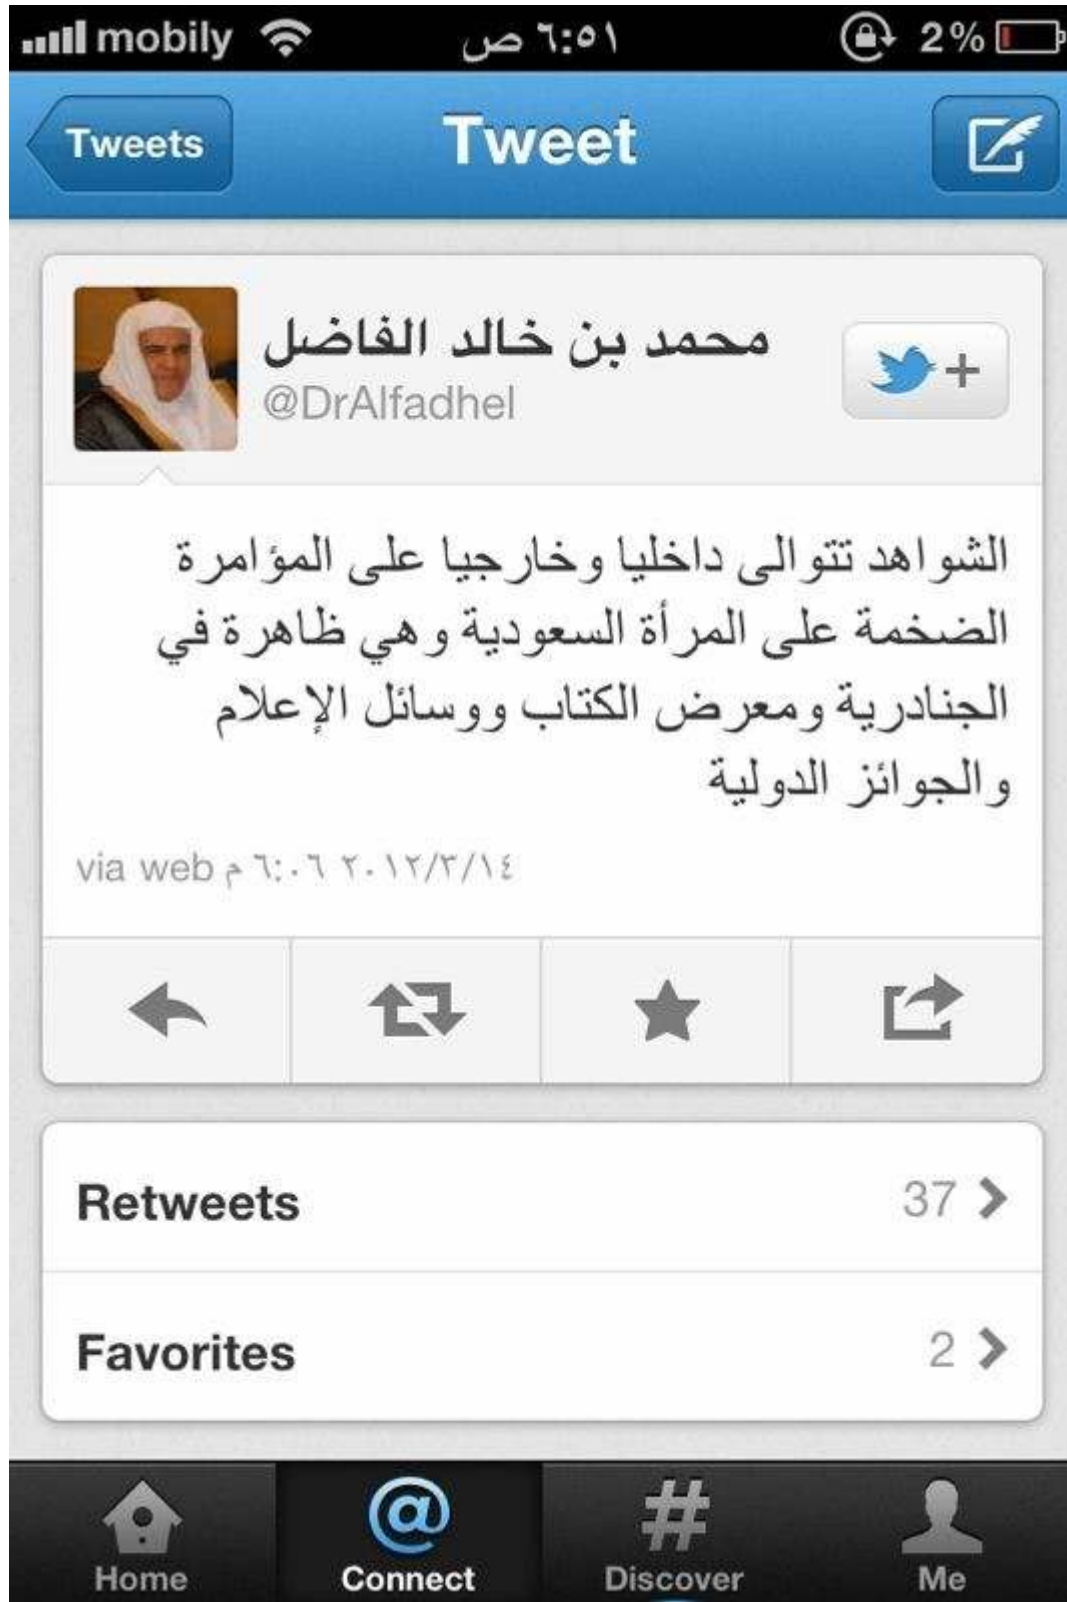 mobily ٦:٥١ ص 2%
Tweets Tweet
محمد بن خالد الفاضل
@DrAlfadhel
+
الشواهد تتوالى داخليا وخارجيا على المؤامرة
الضخمة على المرأة السعودية وهي ظاهرة في
الجنادرية ومعرض الكتاب ووسائل الإعلام
والجوائز الدولية
via web ٢٠١٢/٣/١٤ ٦:٠٦ م
Retweets 37
Favorites 2
Home Connect Discover Me